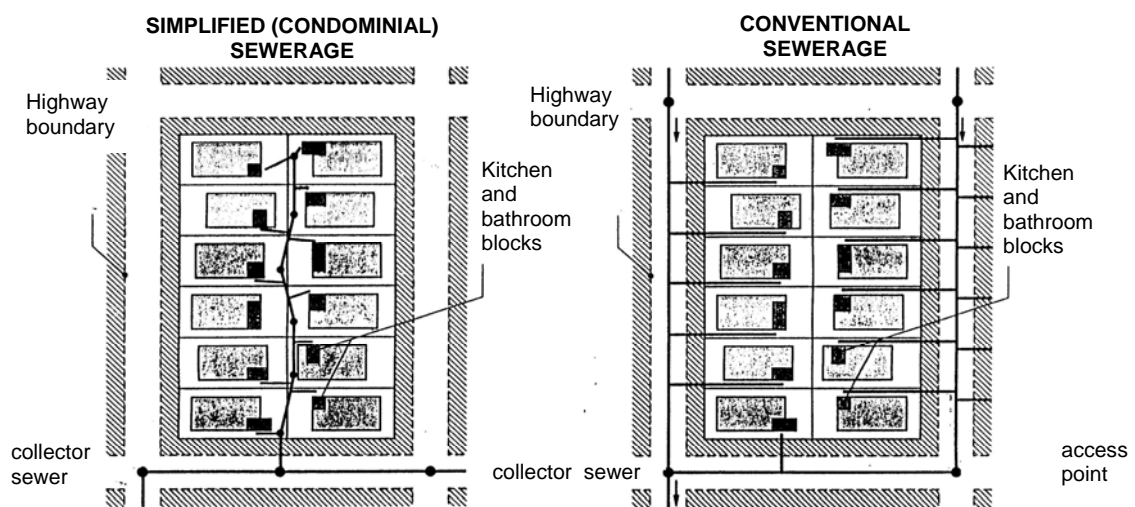 SIMPLIFIED (CONDOMINIAL)
SEWERAGE
Highway
boundary
Kitchen
and
bathroom
blocks
collector
sewer
CONVENTIONAL
SEWERAGE
Highway
boundary
Kitchen
and
bathroom
blocks
collector sewer
access
point